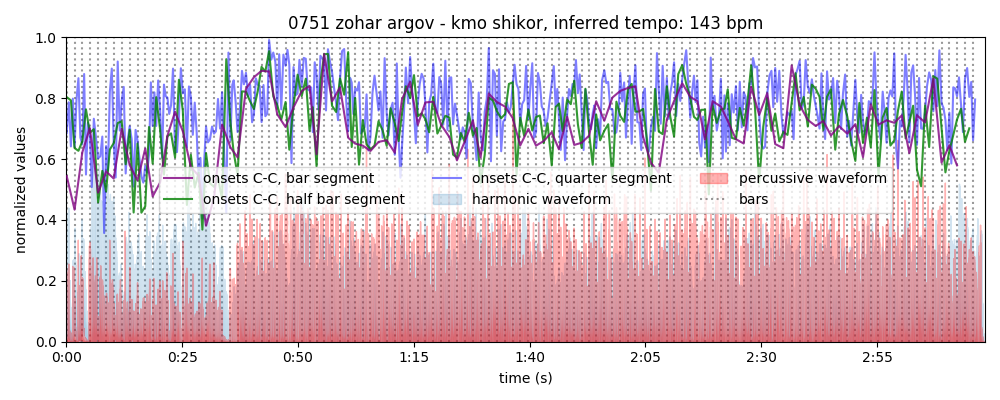 0751 zohar argov - kmo shikor, inferred tempo: 143 bpm
normalized values
1.0
0.8
0.6
0.4
0.2
0.0
onsets C-C, bar segment
onsets C-C, half bar segment
onsets C-C, quarter segment
harmonic waveform
percussive waveform
bars
0:00 0:25 0:50 1:15 1:40 2:05 2:30 2:55
time (s)